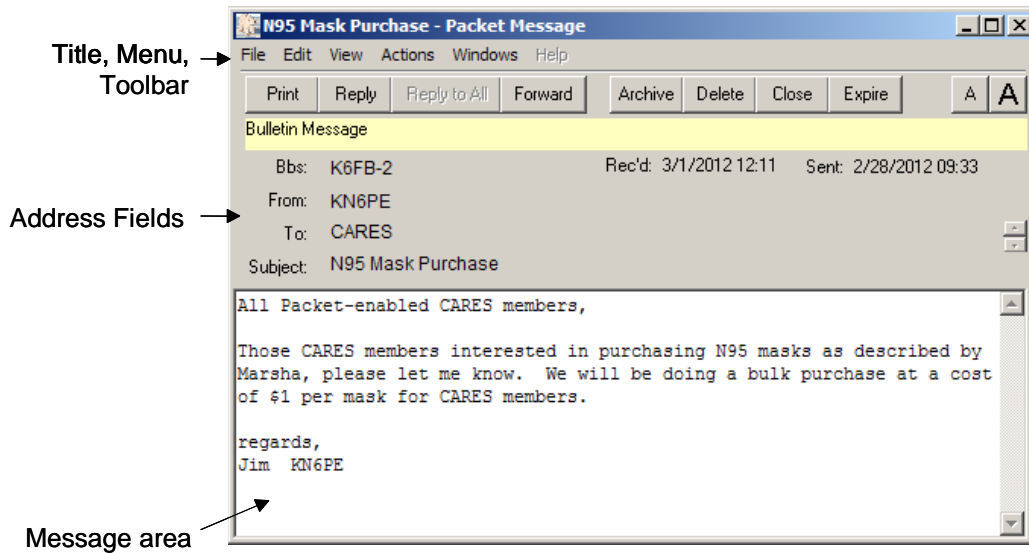 N95 Mask Purchase - Packet Message
Title, Menu,
Toolbar
File Edit View Actions Windows Help
Print Reply Reply to All Forward Archive Delete Close Expire A A
Bulletin Message
Bbs: K6FB-2 Rec'd: 3/1/2012 12:11 Sent: 2/28/2012 09:33
From: KN6PE
Address Fields
To: CARES
Subject: N95 Mask Purchase
All Packet-enabled CARES members,
Those CARES members interested in purchasing N95 masks as described by
Marsha, please let me know. We will be doing a bulk purchase at a cost
of $1 per mask for CARES members.
regards,
Jim KN6PE
Message area